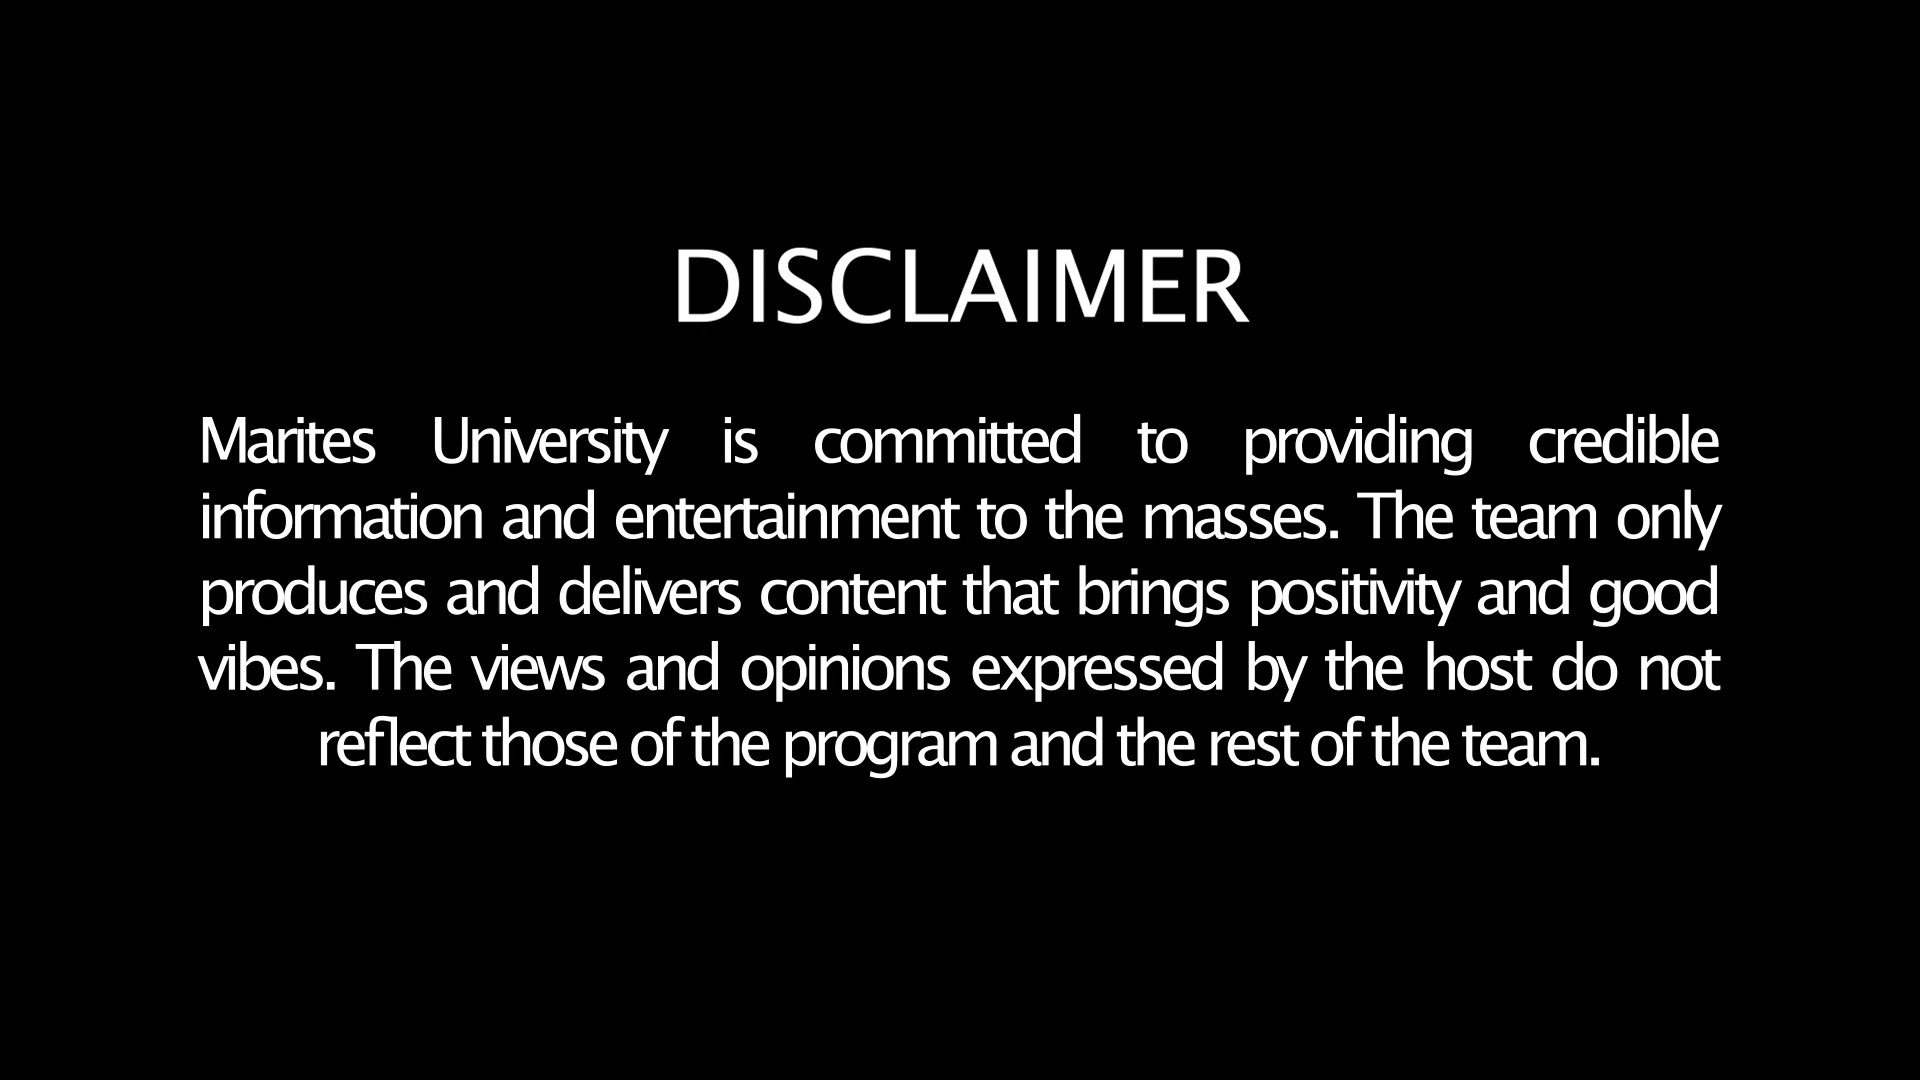 DISCLAIMER
Marites University is committed to providing credible
information and entertainment to the masses. The team only
produces and delivers content that brings positivity and good
vibes. The views and opinions expressed by the host do not
reflect those of the program and the rest of the team.